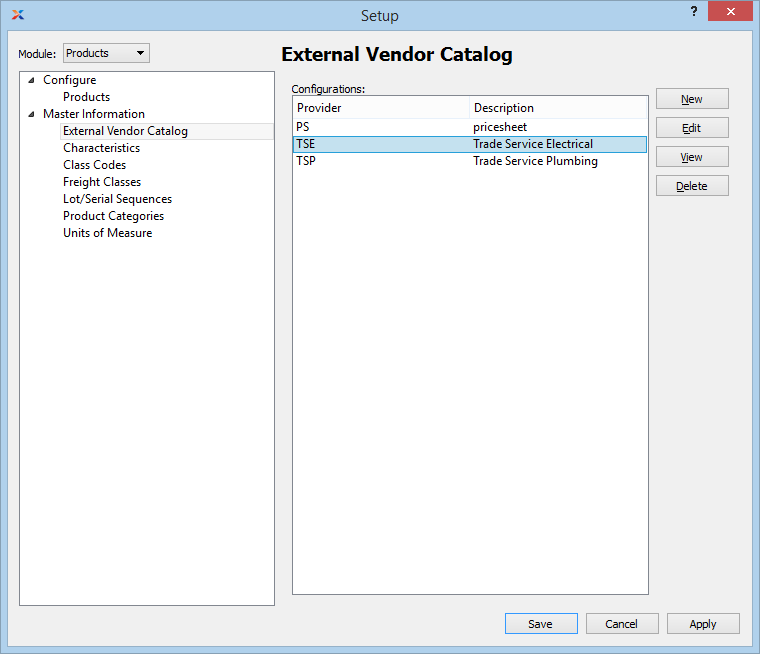 Setup
?
Module: Products
External Vendor Catalog
Configure
Products
Master Information
External Vendor Catalog
Characteristics
Class Codes
Freight Classes
Lot/Serial Sequences
Product Categories
Units of Measure
Configurations:
Provider Description
PS pricesheet
TSE Trade Service Electrical
TSP Trade Service Plumbing
New
Edit
View
Delete
Save Cancel Apply